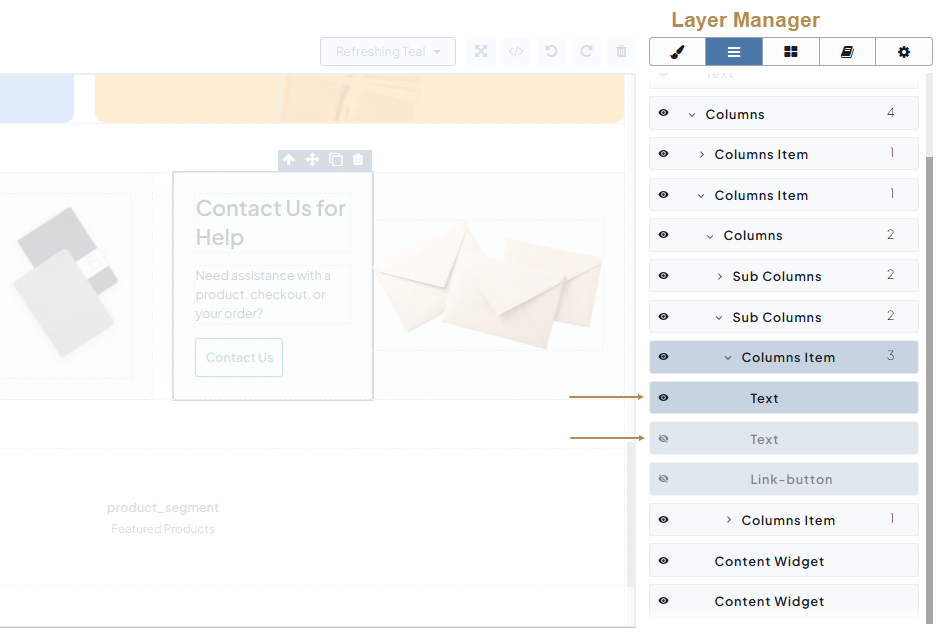 Layer Manager
Refreshing Teal
Text
Columns 4
Columns Item 1
Columns Item 1
Contact Us for
Help
Need assistance with a
product, checkout, or
your order?
Contact Us
Columns 2
Sub Columns 2
Sub Columns 2
Columns Item 3
Text
Text
Link-button
product_segment
Featured Products
Columns Item 1
Content Widget
Content Widget